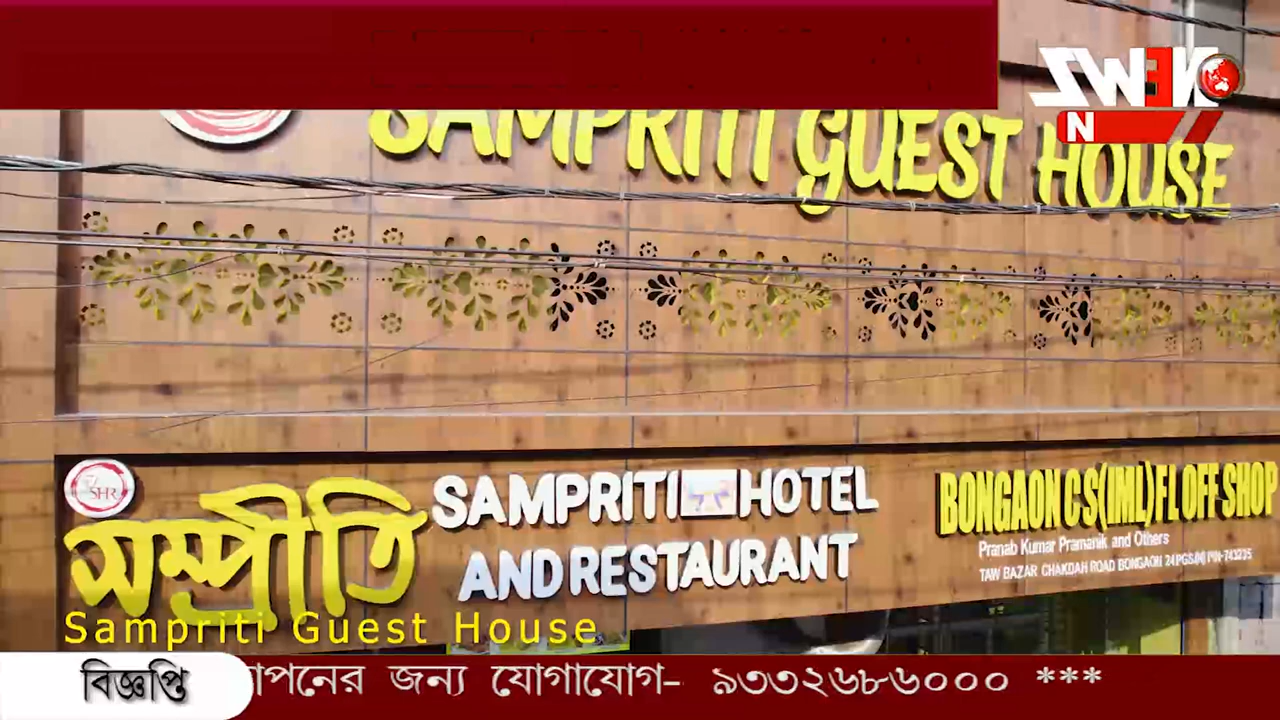 SAMPRITI GUEST HOUSE
N
SHR
সম্প্রীতি
SAMPRITI HOTEL
AND RESTAURANT
BONGAON CS(IML)FL OFF SHOP
Pranab Kumar Pramanik and Others
TAW BAZAR CHAKDAH ROAD BONGAON 24PGS.(N) PIN-743235
Sampriti Guest House
বিজ্ঞপ্তি
াপনের জন্য যোগাযোগ- ৯৩৩২৬৮৬০০০ ***